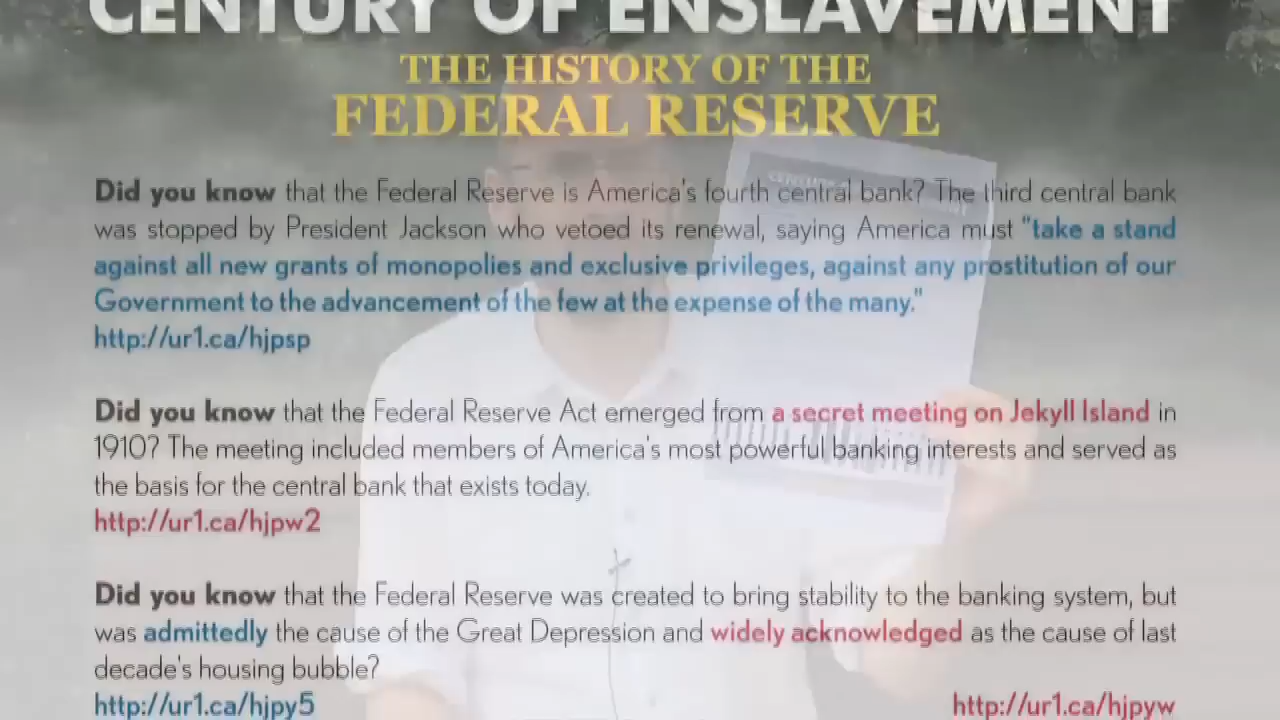 CENTURY OF ENSLAVEMENT
THE HISTORY OF THE
FEDERAL RESERVE
Did you know that the Federal Reserve is America's fourth central bank? The third central bank
was stopped by President Jackson who vetoed its renewal, saying America must "take a stand
against all new grants of monopolies and exclusive privileges, against any prostitution of our
Government to the advancement of the few at the expense of the many."
http://ur1.ca/hjpsp
Did you know that the Federal Reserve Act emerged from a secret meeting on Jekyll Island in
1910? The meeting included members of America's most powerful banking interests and served as
the basis for the central bank that exists today.
http://ur1.ca/hjpw2
Did you know that the Federal Reserve was created to bring stability to the banking system, but
was admittedly the cause of the Great Depression and widely acknowledged as the cause of last
decade's housing bubble?
http://ur1.ca/hjpy5 http://ur1.ca/hjpyw